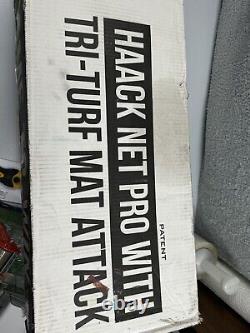 HAACK NET PRO WITH
TRI-TURF MAT ATTACK
PATENT